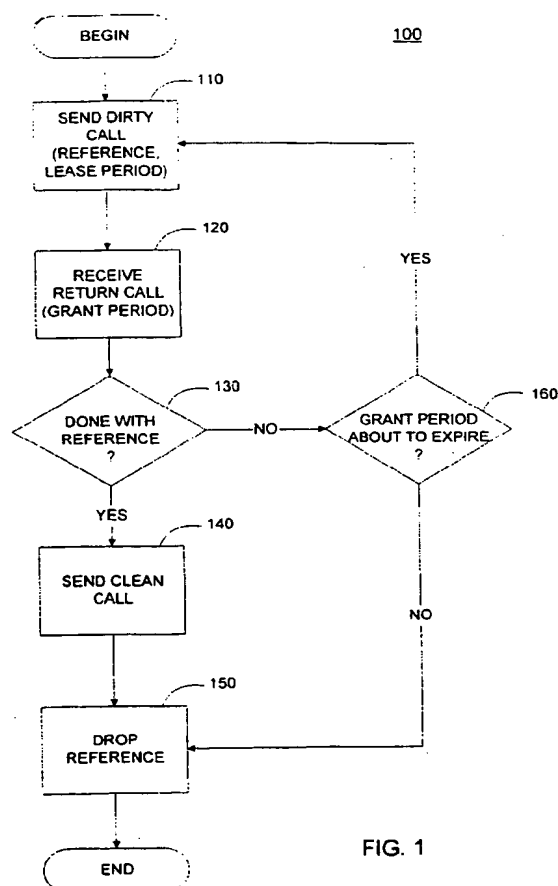 BEGIN
100
110
SEND DIRTY
CALL
(REFERENCE,
LEASE PERIOD)
120
RECEIVE
RETURN CALL
(GRANT PERIOD)
YES
130
DONE WITH
REFERENCE
?
NO
160
GRANT PERIOD
ABOUT TO EXPIRE
?
YES
140
SEND CLEAN
CALL
NO
150
DROP
REFERENCE
END
FIG. 1